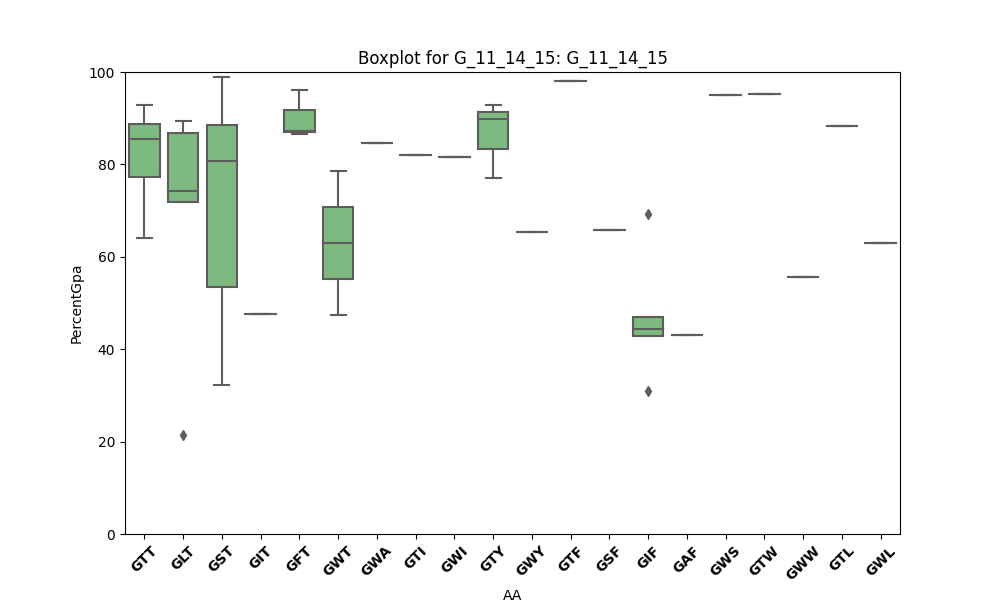 Boxplot for G_11_14_15: G_11_14_15
100
80
60
40
20
0
PercentGpa
GTT GLT GST GIT GFT GWT GWA GTI GWI GTY GWY GTF GSF GIF GAF GWS GTW GWW GTL GWL
AA